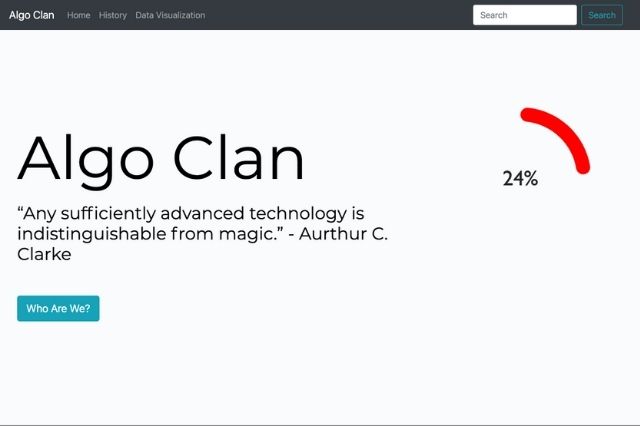 Algo Clan Home History Data Visualization Search Search
Algo Clan
24%
“Any sufficiently advanced technology is
indistinguishable from magic.” - Aurthur C.
Clarke
Who Are We?